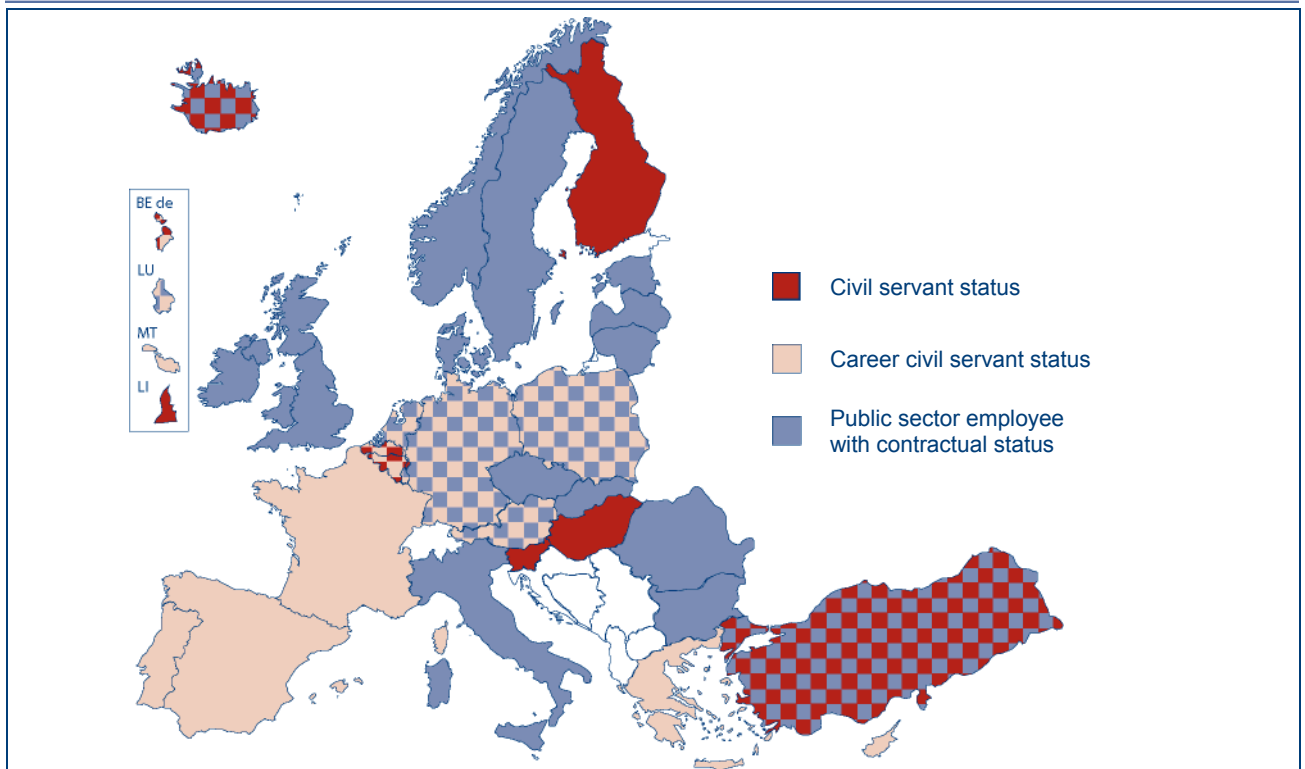 BE de
LU
MT
LI
Civil servant status
Career civil servant status
Public sector employee
with contractual status